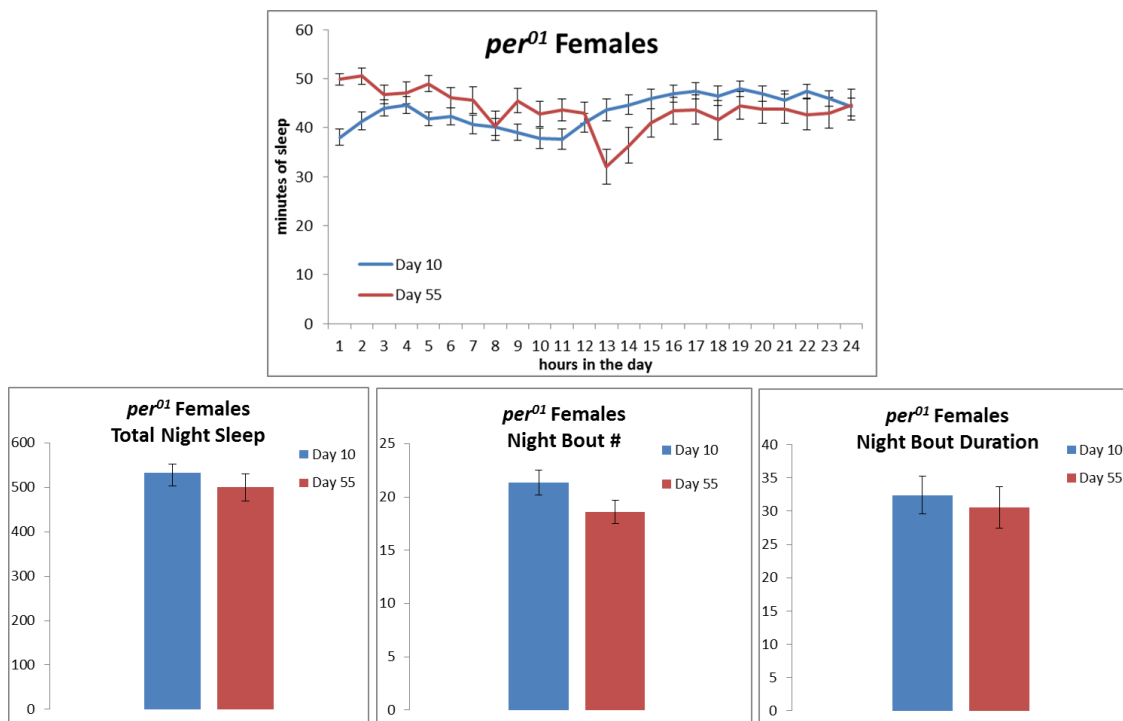 per01 Females
60
50
40
30
20
10
0
minutes of sleep
Day 10
Day 55
1 2 3 4 5 6 7 8 9 10 11 12 13 14 15 16 17 18 19 20 21 22 23 24
hours in the day
per01 Females
Total Night Sleep
600
500
400
300
200
100
0
Day 10
Day 55
per01 Females
Night Bout #
25
20
15
10
5
0
Day 10
Day 55
per01 Females
Night Bout Duration
40
35
30
25
20
15
10
5
0
Day 10
Day 55